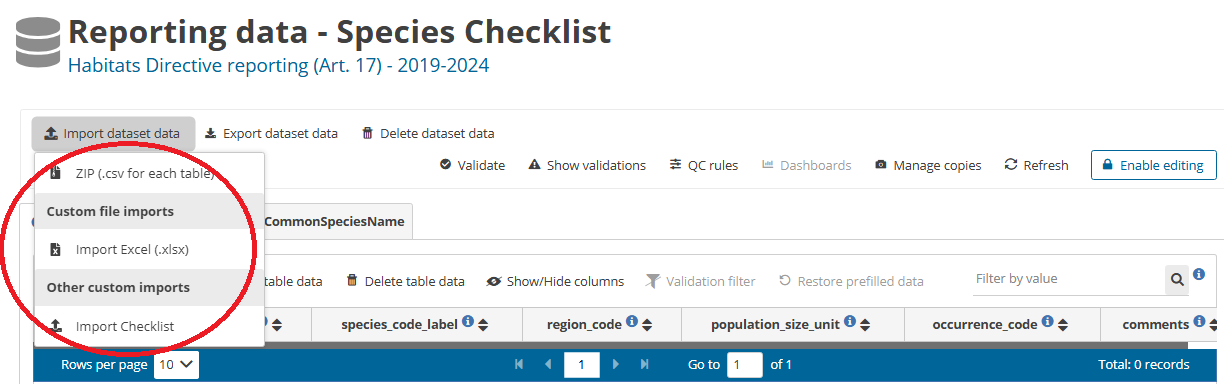 Reporting data - Species Checklist
Habitats Directive reporting (Art. 17) - 2019-2024
Import dataset data Export dataset data Delete dataset data
Validate Show validations QC rules Dashboards Manage copies Refresh Enable editing
ZIP (.csv for each table)
Custom file imports
CommonSpeciesName
Import Excel (.xlsx)
Other custom imports
table data Delete table data Show/Hide columns Validation filter Restore prefilled data Filter by value
Import Checklist
species_code_label region_code population_size_unit occurrence_code comments
Rows per page 10 1 Go to 1 of 1 Total: 0 records